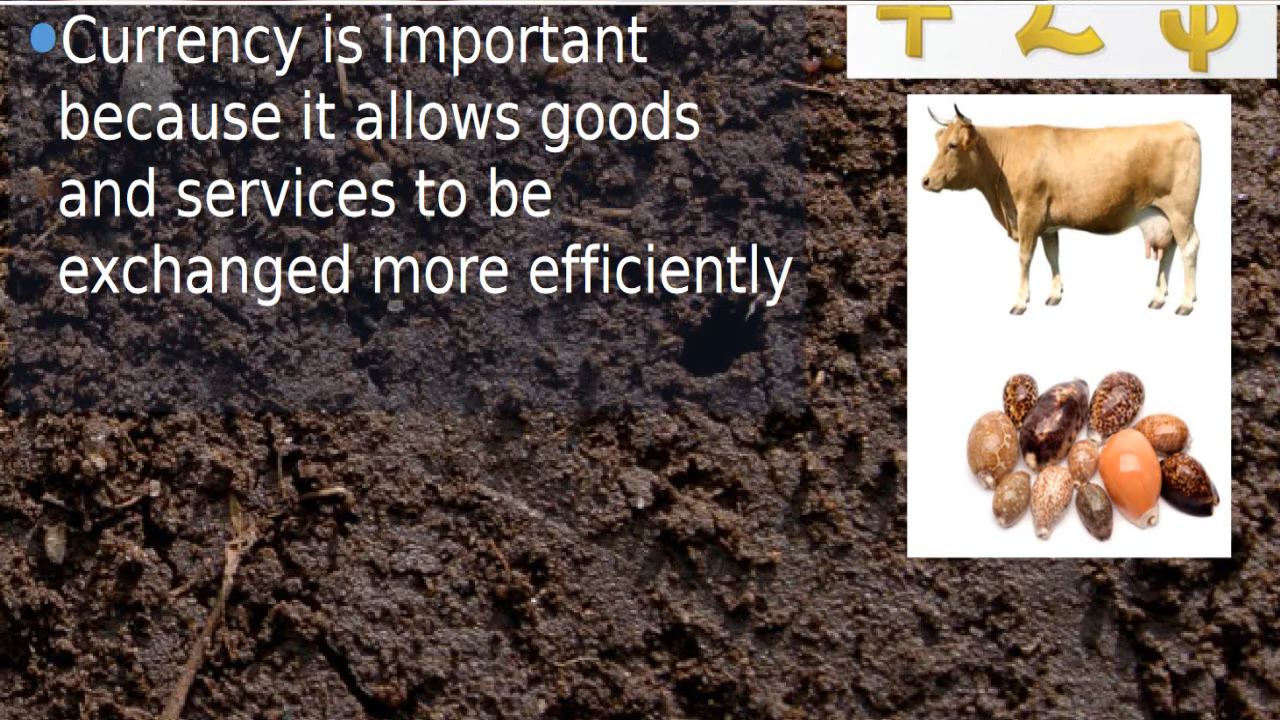 •Currency is important
because it allows goods
and services to be
exchanged more efficiently